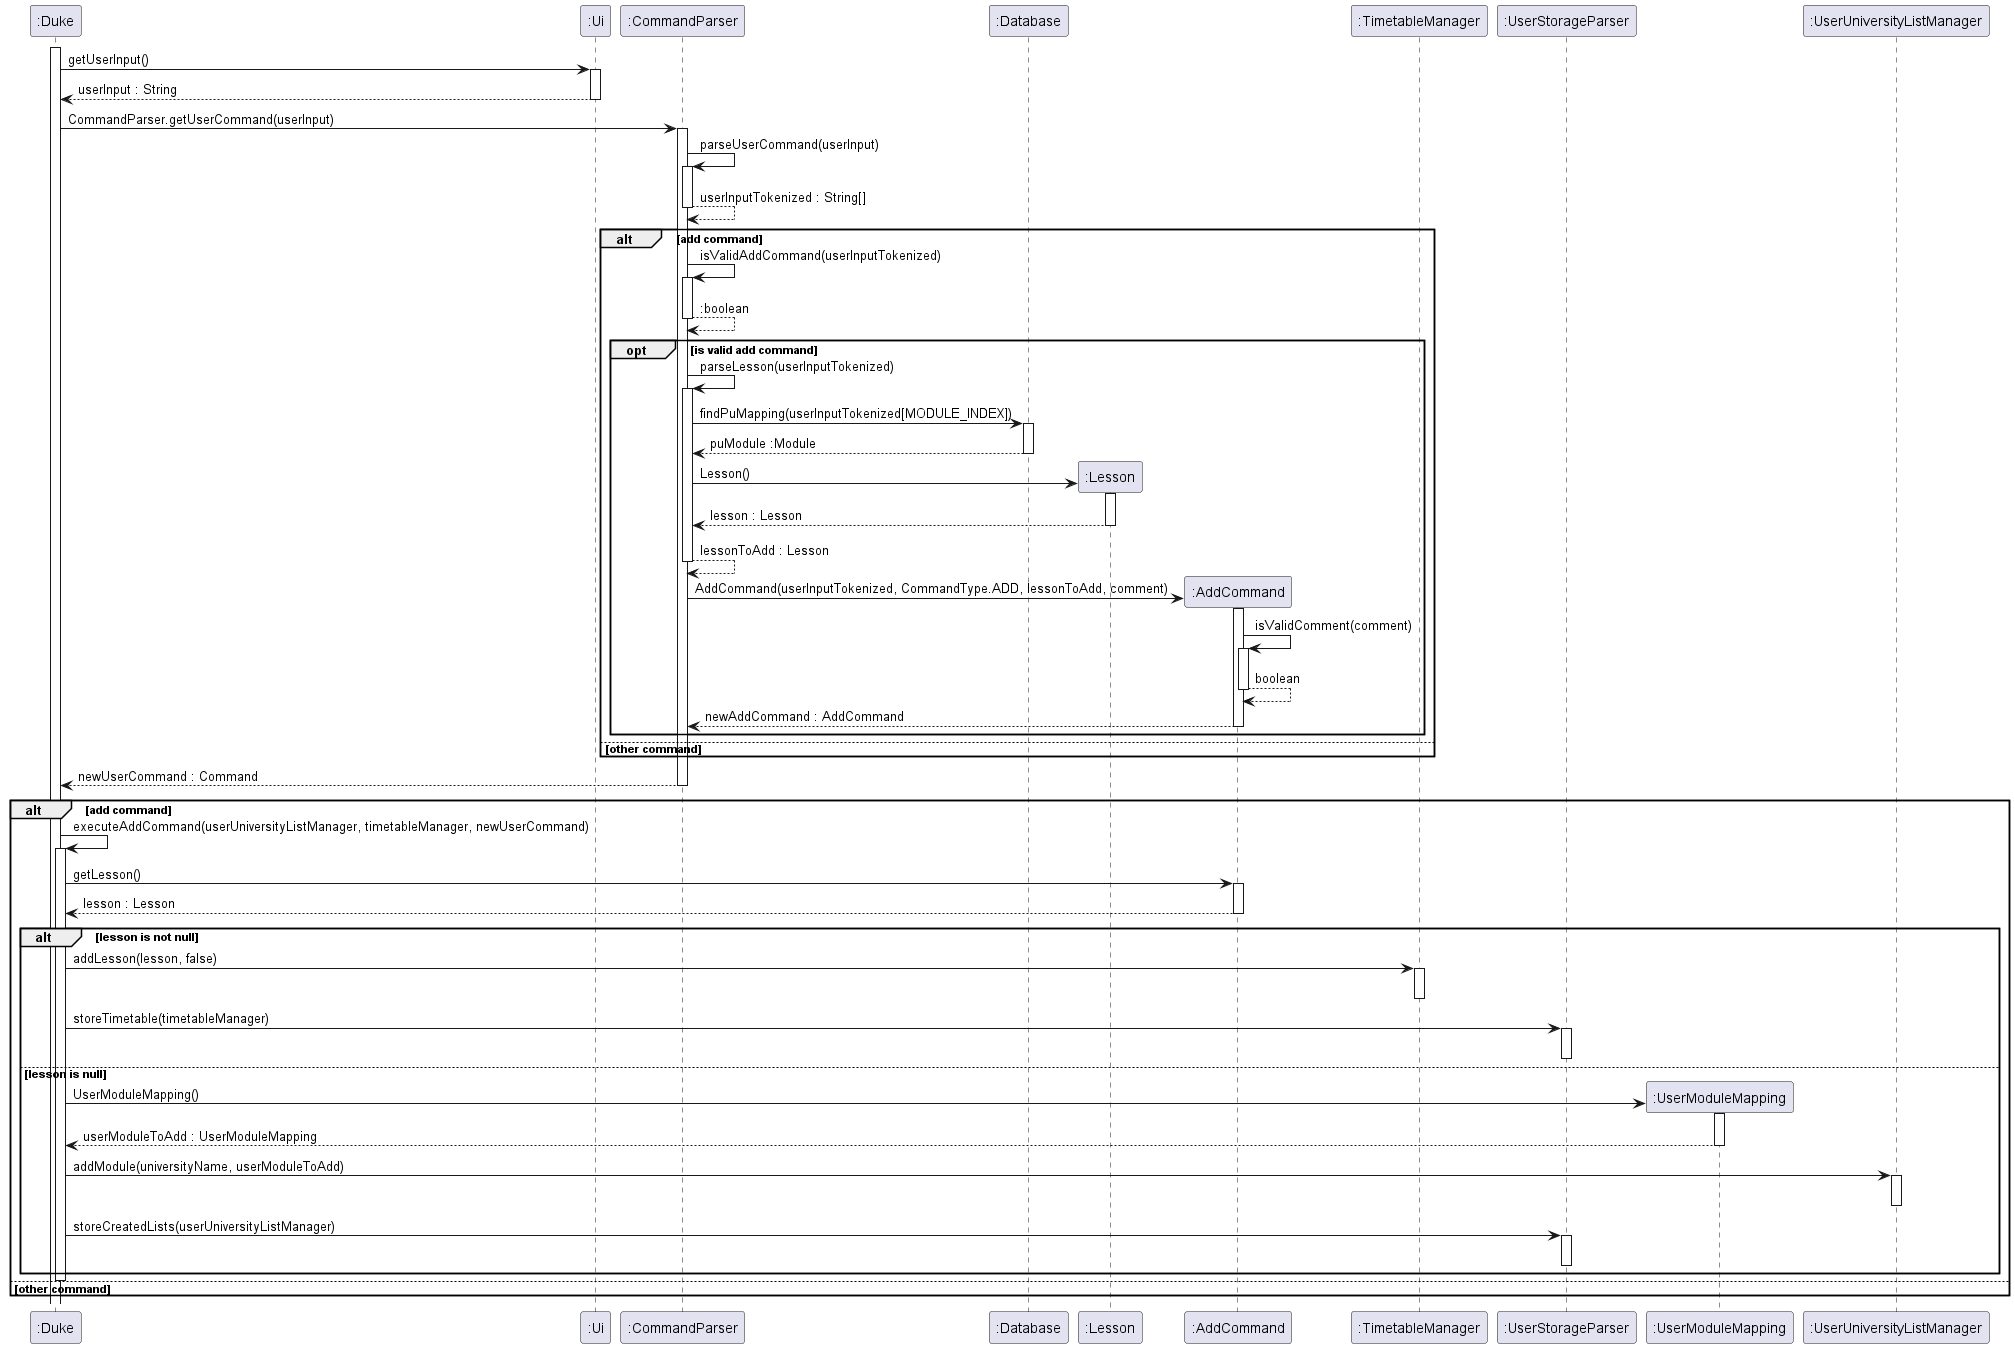 :Duke
:Ui
:CommandParser
:Database
:TimetableManager
:UserStorageParser
:UserUniversityListManager
getUserInput()
userInput : String
CommandParser.getUserCommand(userInput)
parseUserCommand(userInput)
userInputTokenized : String[]
alt
[add command]
isValidAddCommand(userInputTokenized)
:boolean
opt
[is valid add command]
parseLesson(userInputTokenized)
findPuMapping(userInputTokenized[MODULE_INDEX])
puModule :Module
Lesson()
:Lesson
lesson : Lesson
lessonToAdd : Lesson
AddCommand(userInputTokenized, CommandType.ADD, lessonToAdd, comment)
:AddCommand
isValidComment(comment)
boolean
newAddCommand : AddCommand
[other command]
newUserCommand : Command
alt
[add command]
executeAddCommand(userUniversityListManager, timetableManager, newUserCommand)
getLesson()
lesson : Lesson
alt
[lesson is not null]
addLesson(lesson, false)
storeTimetable(timetableManager)
[lesson is null]
UserModuleMapping()
:UserModuleMapping
userModuleToAdd : UserModuleMapping
addModule(universityName, userModuleToAdd)
storeCreatedLists(userUniversityListManager)
[other command]
:Duke
:Ui
:CommandParser
:Database
:Lesson
:AddCommand
:TimetableManager
:UserStorageParser
:UserModuleMapping
:UserUniversityListManager